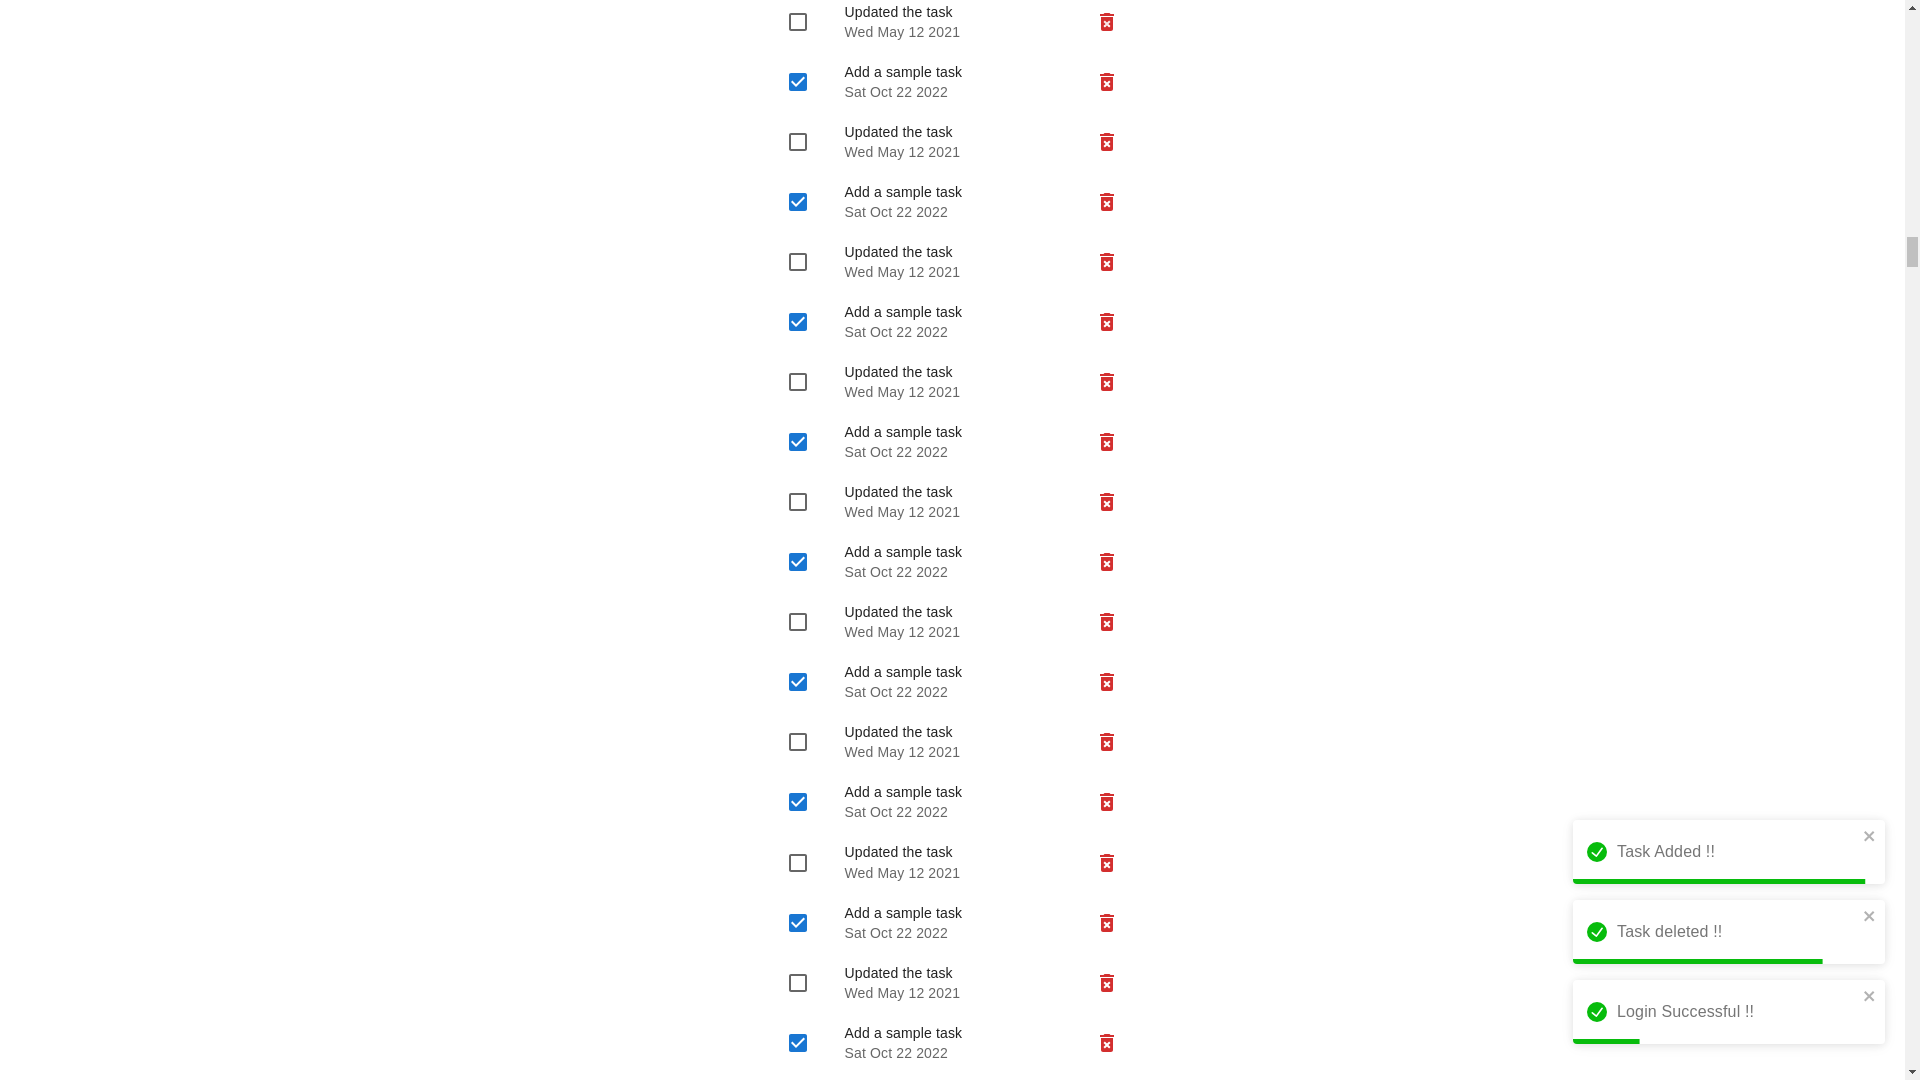 Updated the task
Wed May 12 2021
Add a sample task
Sat Oct 22 2022
Updated the task
Wed May 12 2021
Add a sample task
Sat Oct 22 2022
Updated the task
Wed May 12 2021
Add a sample task
Sat Oct 22 2022
Updated the task
Wed May 12 2021
Add a sample task
Sat Oct 22 2022
Updated the task
Wed May 12 2021
Add a sample task
Sat Oct 22 2022
Updated the task
Wed May 12 2021
Add a sample task
Sat Oct 22 2022
Updated the task
Wed May 12 2021
Add a sample task
Sat Oct 22 2022
Updated the task
Wed May 12 2021
Add a sample task
Sat Oct 22 2022
Updated the task
Wed May 12 2021
Add a sample task
Sat Oct 22 2022
Task Added !!
Task deleted !!
Login Successful !!